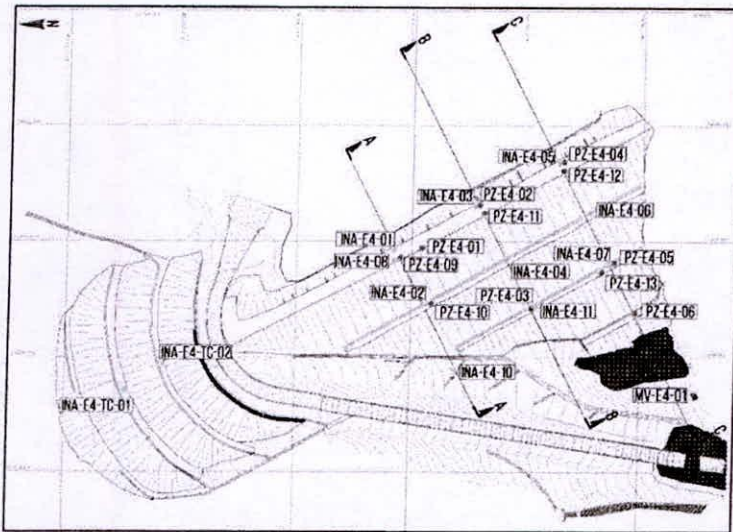 N
C
B
A
INA-E4-05
PZ-E4-04
PZ-E4-12
INA-E4-03
PZ-E4-02
PZ-E4-11
INA-E4-06
INA-E4-01
PZ-E4-01
INA-E4-07
PZ-E4-05
INA-E4-08
PZ-E4-09
INA-E4-04
PZ-E4-13
INA-E4-02
PZ-E4-10
PZ-E4-03
INA-E4-11
PZ-E4-06
INA-E4-TC-02
INA-E4-10
MV-E4-01
INA-E4-TC-01
A
B
C